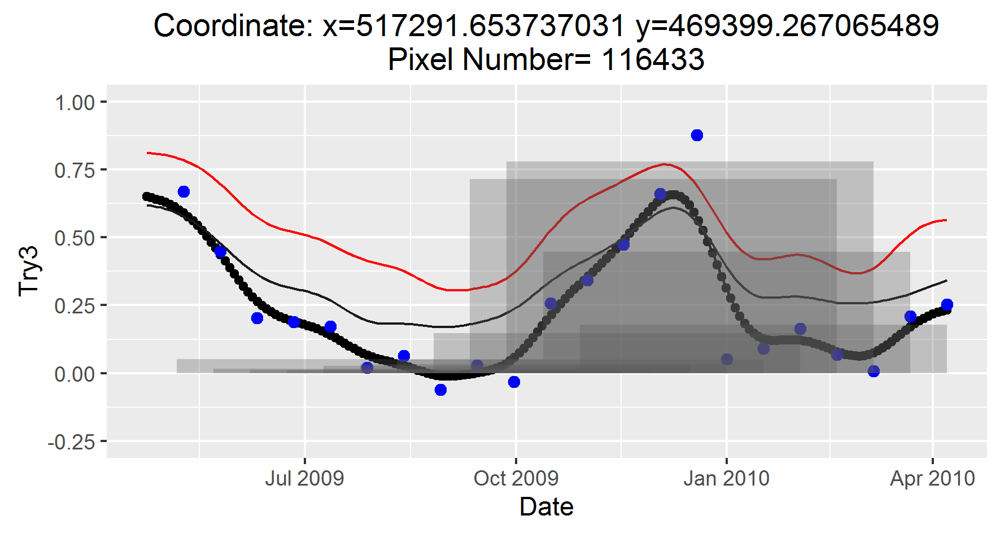 Coordinate: x=517291.653737031 y=469399.267065489
Pixel Number= 116433
1.00
0.75
0.50
0.25
0.00
-0.25
Try3
Jul 2009 Oct 2009 Jan 2010 Apr 2010
Date